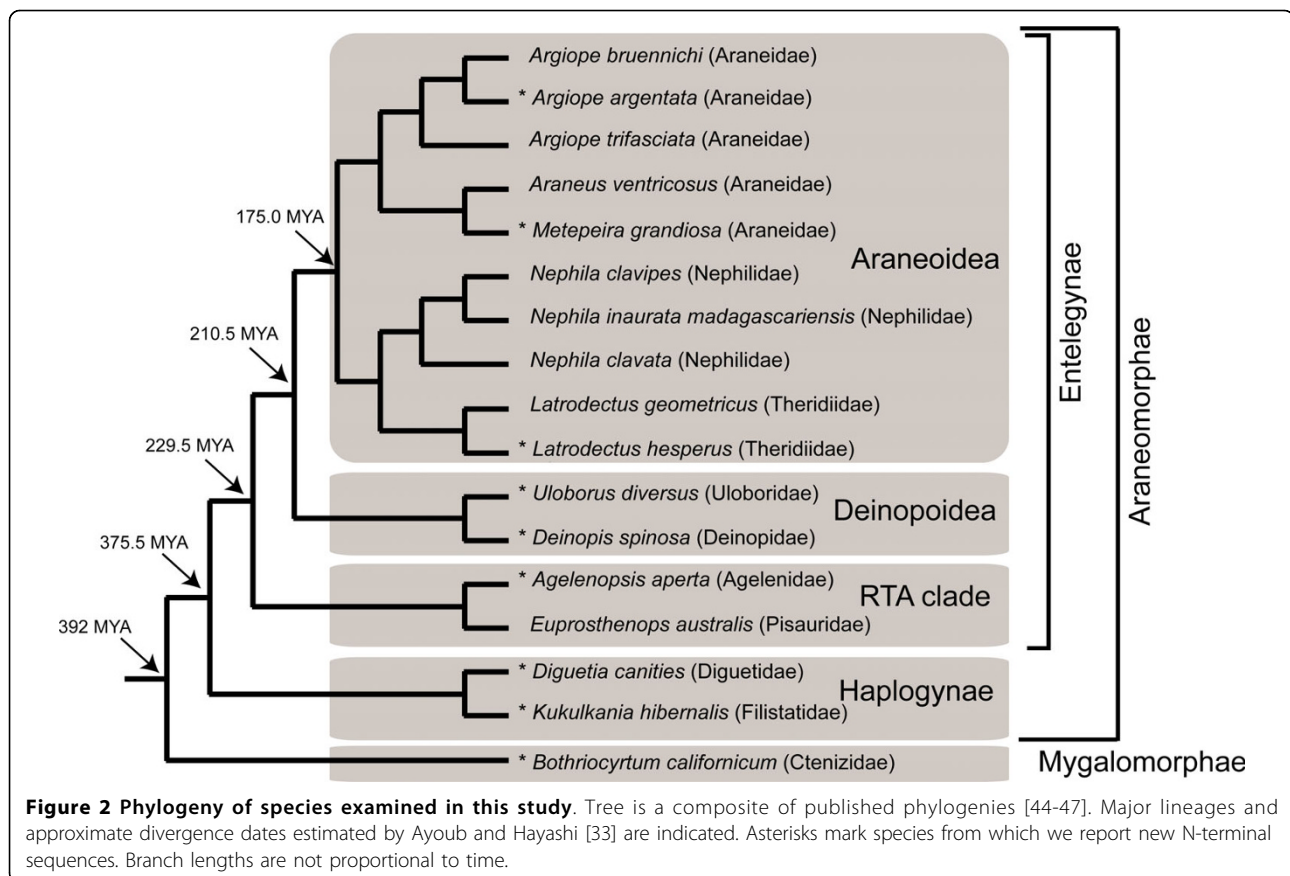 Argiope bruennichi (Araneidae)
* Argiope argentata (Araneidae)
Argiope trifasciata (Araneidae)
Araneus ventricosus (Araneidae)
175.0 MYA
* Metepeira grandiosa (Araneidae)
Araneoidea
Nephila clavipes (Nephilidae)
Nephila inaurata madagascariensis (Nephilidae)
210.5 MYA
Nephila clavata (Nephilidae)
Latrodectus geometricus (Theridiidae)
* Latrodectus hesperus (Theridiidae)
229.5 MYA
* Uloborus diversus (Uloboridae)
Deinopoidea
* Deinopis spinosa (Deinopidae)
375.5 MYA
* Agelenopsis aperta (Agelenidae)
RTA clade
Euprosthenops australis (Pisauridae)
392 MYA
* Diguetia canities (Diguetidae)
Haplogynae
* Kukulkania hibernalis (Filistatidae)
* Bothriocyrtum californicum (Ctenizidae)
Mygalomorphae
Entelegynae
Araneomorphae
Figure 2 Phylogeny of species examined in this study. Tree is a composite of published phylogenies [44-47]. Major lineages and
approximate divergence dates estimated by Ayoub and Hayashi [33] are indicated. Asterisks mark species from which we report new N-terminal
sequences. Branch lengths are not proportional to time.